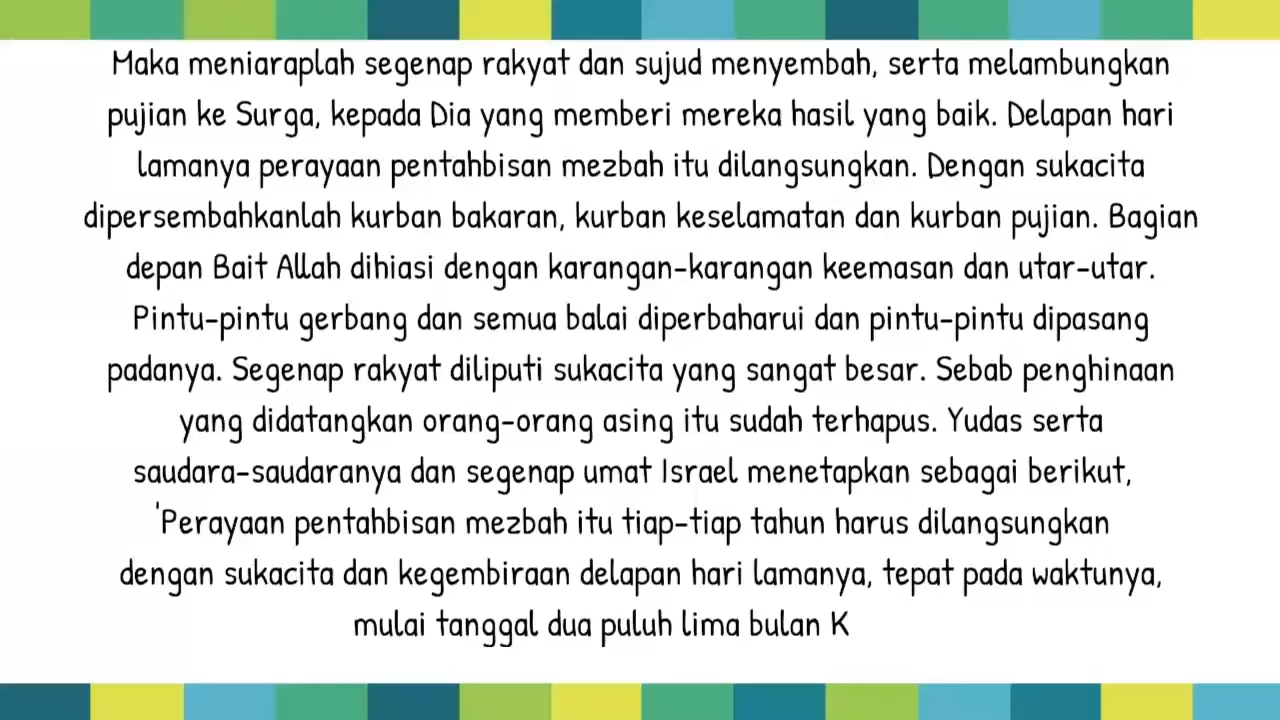 Maka meniaraplah segenap rakyat dan sujud menyembah, serta melambungkan
pujian ke Surga, kepada Dia yang memberi mereka hasil yang baik. Delapan hari
lamanya perayaan pentahbisan mezbah itu dilangsungkan. Dengan sukacita
dipersembahkanlah kurban bakaran, kurban keselamatan dan kurban pujian. Bagian
depan Bait Allah dihiasi dengan karangan-karangan keemasan dan utar-utar.
Pintu-pintu gerbang dan semua balai diperbaharui dan pintu-pintu dipasang
padanya. Segenap rakyat diliputi sukacita yang sangat besar. Sebab penghinaan
yang didatangkan orang-orang asing itu sudah terhapus. Yudas serta
saudara-saudaranya dan segenap umat Israel menetapkan sebagai berikut,
'Perayaan pentahbisan mezbah itu tiap-tiap tahun harus dilangsungkan
dengan sukacita dan kegembiraan delapan hari lamanya, tepat pada waktunya,
mulai tanggal dua puluh lima bulan K